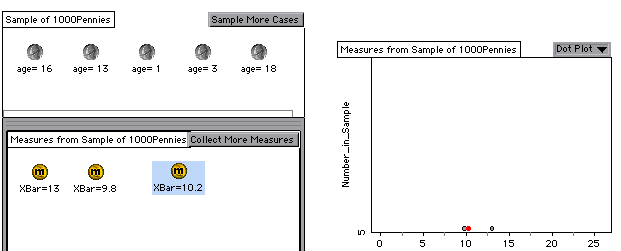 Sample of 1000Pennies
Sample More Cases
age= 16 age= 13 age= 1 age= 3 age= 18
Measures from Sample of 1000Pennies
Collect More Measures
m m m
XBar=13 XBar=9.8 XBar=10.2
Measures from Sample of 1000Pennies
Dot Plot
Number_in_Sample
5
0 5 10 15 20 25